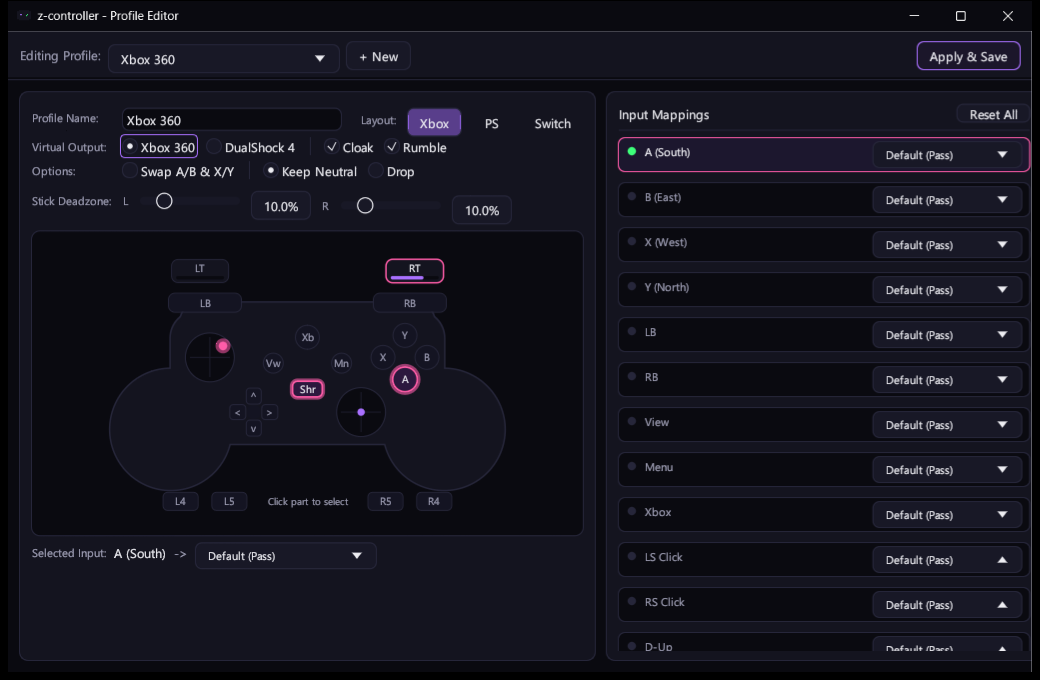 z-controller - Profile Editor
Editing Profile: Xbox 360 + New Apply & Save
Profile Name: Xbox 360 Layout: Xbox PS Switch
Virtual Output: Xbox 360 DualShock 4 Cloak Rumble
Options: Swap A/B & X/Y Keep Neutral Drop
Stick Deadzone: L 10.0% R 10.0%
LT RT
LB RB
Xb Y
Vw Mn X B
Shr A
^
< >
v
L4 L5 Click part to select R5 R4
Selected Input: A (South) -> Default (Pass)
Input Mappings Reset All
A (South) Default (Pass)
B (East) Default (Pass)
X (West) Default (Pass)
Y (North) Default (Pass)
LB Default (Pass)
RB Default (Pass)
View Default (Pass)
Menu Default (Pass)
Xbox Default (Pass)
LS Click Default (Pass)
RS Click Default (Pass)
D-Up Default (Pass)